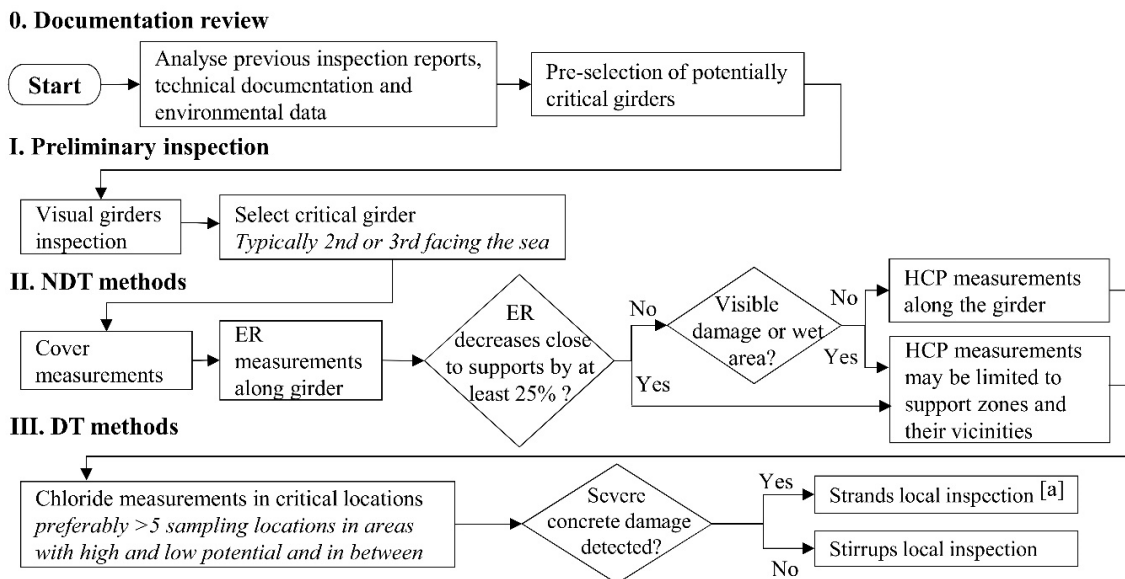 0. Documentation review
Start
Analyse previous inspection reports,
technical documentation and
environmental data
Pre-selection of potentially
critical girders
I. Preliminary inspection
Visual girders
inspection
Select critical girder
Typically 2nd or 3rd facing the sea
II. NDT methods
Cover
measurements
ER
measurements
along girder
ER
decreases close
to supports by at
least 25% ?
No
Yes
Visible
damage or wet
area?
No
Yes
HCP measurements
along the girder
HCP measurements
may be limited to
support zones and
their vicinities
III. DT methods
Chloride measurements in critical locations
preferably >5 sampling locations in areas
with high and low potential and in between
Severe
concrete damage
detected?
Yes
No
Strands local inspection [a]
Stirrups local inspection